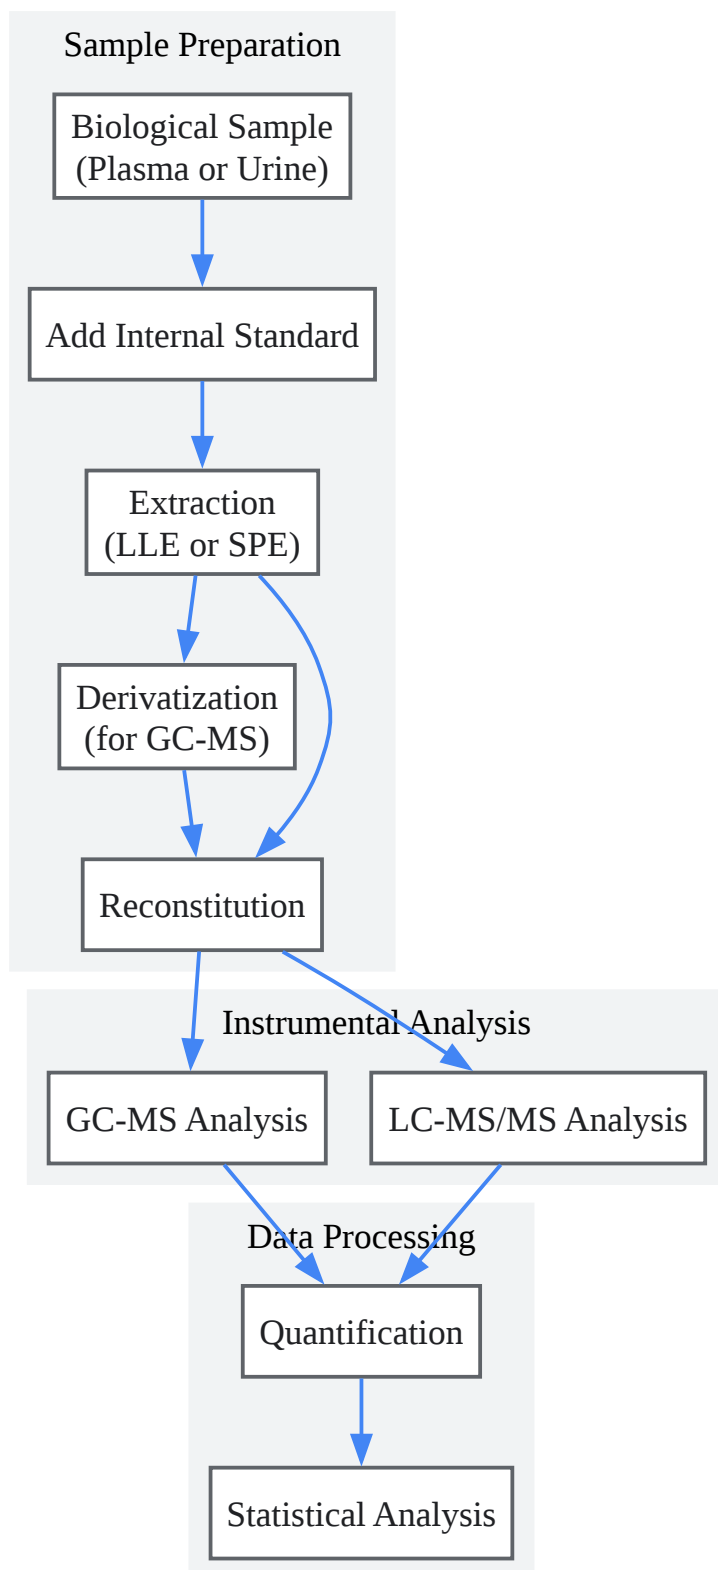 Sample Preparation
Biological Sample
(Plasma or Urine)
Add Internal Standard
Extraction
(LLE or SPE)
Derivatization
(for GC-MS)
Reconstitution
Instrumental Analysis
GC-MS Analysis
LC-MS/MS Analysis
Data Processing
Quantification
Statistical Analysis